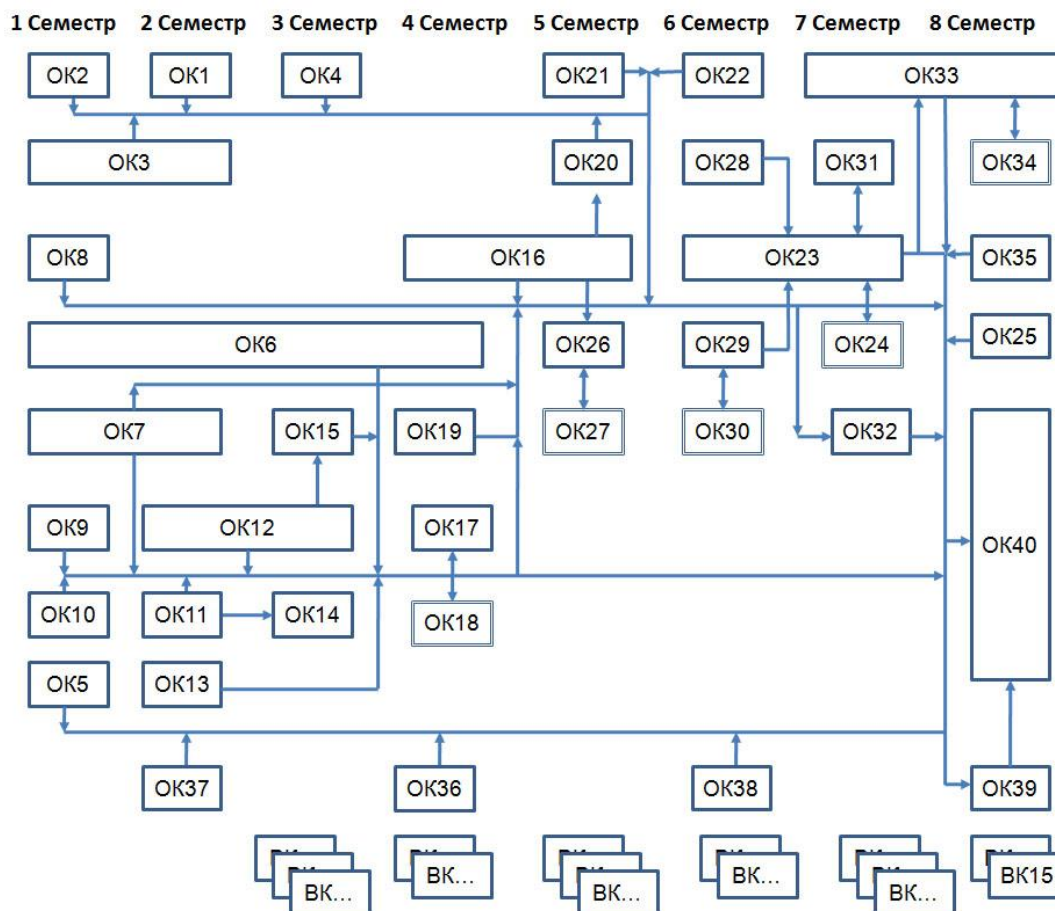 1 Семестр 2 Семестр 3 Семестр 4 Семестр 5 Семестр 6 Семестр 7 Семестр 8 Семестр
ОК2 ОК1 ОК4 ОК21 ОК22 ОК33
ОК3 ОК20 ОК28 ОК31 ОК34
ОК8 ОК16 ОК23 ОК35
ОК6 ОК26 ОК29 ОК24 ОК25
ОК7 ОК15 ОК19 ОК27 ОК30 ОК32
ОК9 ОК12 ОК17 ОК40
ОК10 ОК11 ОК14 ОК18
ОК5 ОК13
ОК37 ОК36 ОК38 ОК39
ВК... ВК... ВК... ВК... ВК... ВК15